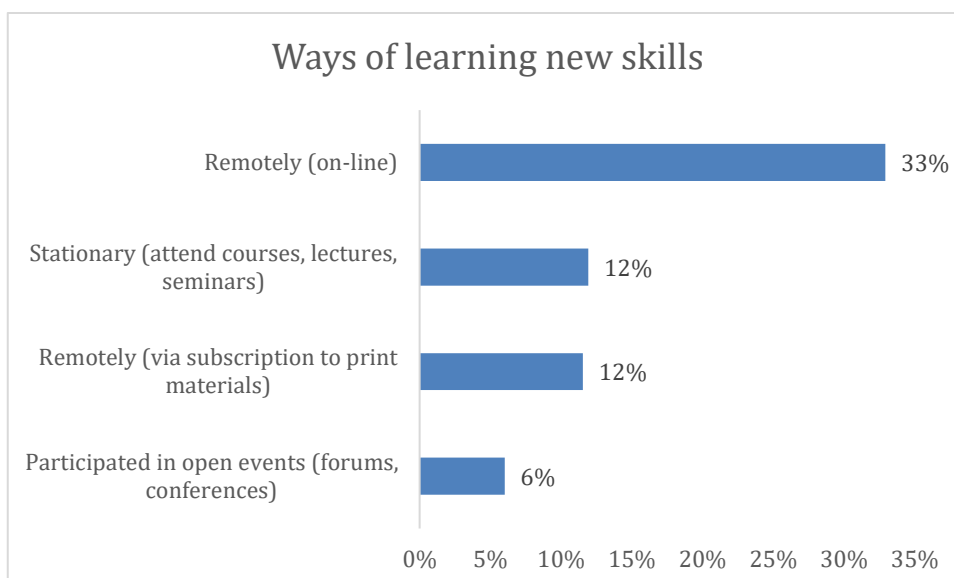 Ways of learning new skills
Remotely (on-line)
33%
Stationary (attend courses, lectures,
seminars)
12%
Remotely (via subscription to print
materials)
12%
Participated in open events (forums,
conferences)
6%
0% 5% 10% 15% 20% 25% 30% 35%